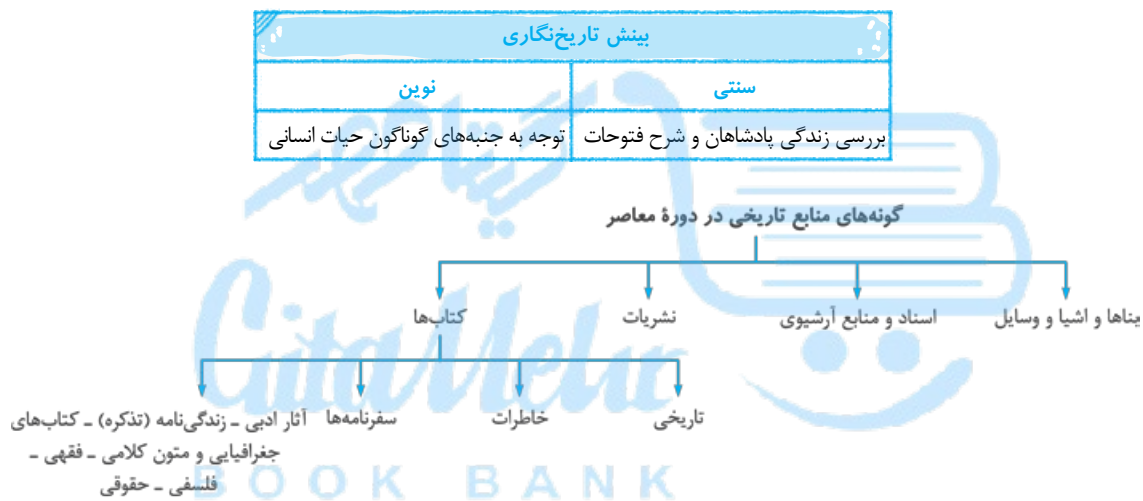 بینش تاریخ‌نگاری
سنتی نوین
بررسی زندگی پادشاهان و شرح فتوحات توجه به جنبه‌های گوناگون حیات انسانی
گونه‌های منابع تاریخی در دورهٔ معاصر
بناها و اشیا و وسایل اسناد و منابع آرشیوی نشریات کتاب‌ها
تاریخی خاطرات سفرنامه‌ها آثار ادبی ـ زندگی‌نامه (تذکره) ـ کتاب‌های
جغرافیایی و متون کلامی ـ فقهی ـ
فلسفی ـ حقوقی
گیتامهر
GitaMehr
BOOK BANK